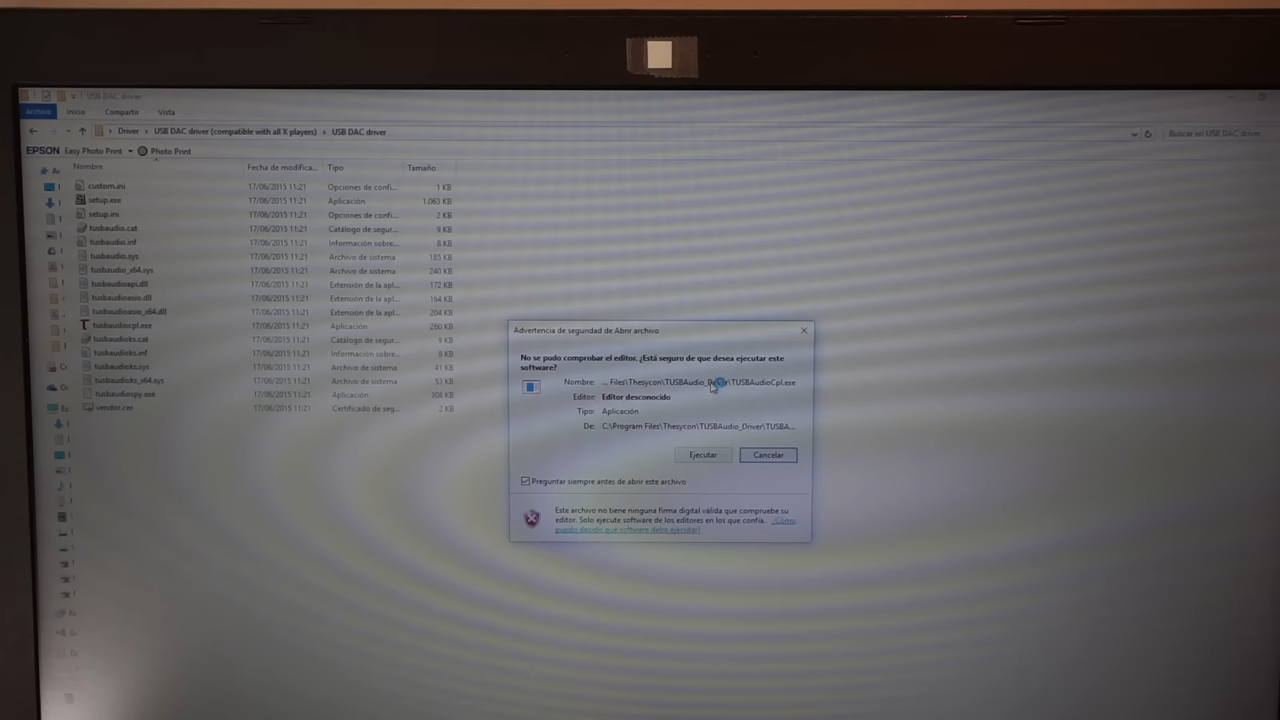 USB DAC driver
Archivo Inicio Compartir Vista
Driver › USB DAC driver (compatible with all X players) › USB DAC driver
Buscar en USB DAC driver
EPSON Easy Photo Print Photo Print
Nombre Fecha de modifica... Tipo Tamaño
custom.ini 17/06/2015 11:21 Opciones de confi... 1 KB
setup.exe 17/06/2015 11:21 Aplicación 1.063 KB
setup.ini 17/06/2015 11:21 Opciones de confi... 2 KB
tusbaudio.cat 17/06/2015 11:21 Catálogo de segur... 9 KB
tusbaudio.inf 17/06/2015 11:21 Información sobre... 8 KB
tusbaudio.sys 17/06/2015 11:21 Archivo de sistema 185 KB
tusbaudio_x64.sys 17/06/2015 11:21 Archivo de sistema 240 KB
tusbaudioapi.dll 17/06/2015 11:21 Extensión de la apl... 172 KB
tusbaudioasio.dll 17/06/2015 11:21 Extensión de la apl... 164 KB
tusbaudioasio_x64.dll 17/06/2015 11:21 Extensión de la apl... 204 KB
tusbaudiocpl.exe 17/06/2015 11:21 Aplicación 260 KB
tusbaudioks.cat 17/06/2015 11:21 Catálogo de segur... 9 KB
tusbaudioks.inf 17/06/2015 11:21 Información sobre... 8 KB
tusbaudioks.sys 17/06/2015 11:21 Archivo de sistema 41 KB
tusbaudioks_x64.sys 17/06/2015 11:21 Archivo de sistema 53 KB
tusbaudiospy.exe 17/06/2015 11:21 Aplicación 308 KB
vendor.cer 17/06/2015 11:21 Certificado de seg... 2 KB
Advertencia de seguridad de Abrir archivo
No se pudo comprobar el editor. ¿Está seguro de que desea ejecutar este
software?
Nombre: ... Files\Thesycon\TUSBAudio_Driver\TUSBAudioCpl.exe
Editor: Editor desconocido
Tipo: Aplicación
De: C:\Program Files\Thesycon\TUSBAudio_Driver\TUSBA...
Ejecutar Cancelar
Preguntar siempre antes de abrir este archivo
Este archivo no tiene ninguna firma digital válida que compruebe su
editor. Solo ejecute software de los editores en los que confía. ¿Cómo
puedo decidir qué software debo ejecutar?